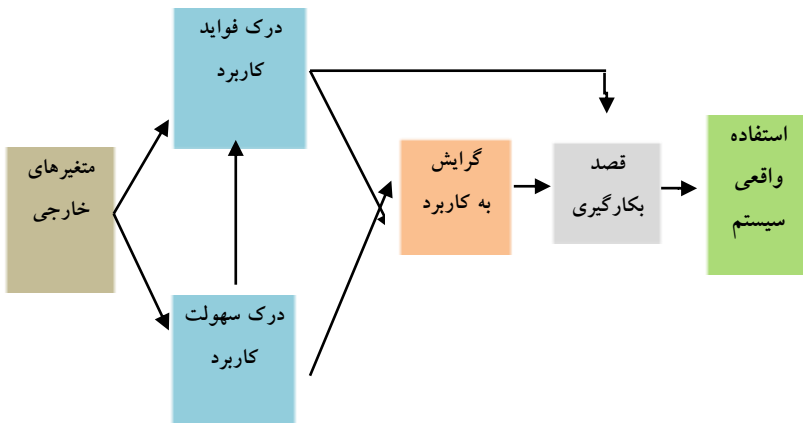 درک فواید
کاربرد
متغیرهای
خارجی
گرایش
به کاربرد
قصد
بکارگیری
استفاده
واقعی
سیستم
درک سهولت
کاربرد